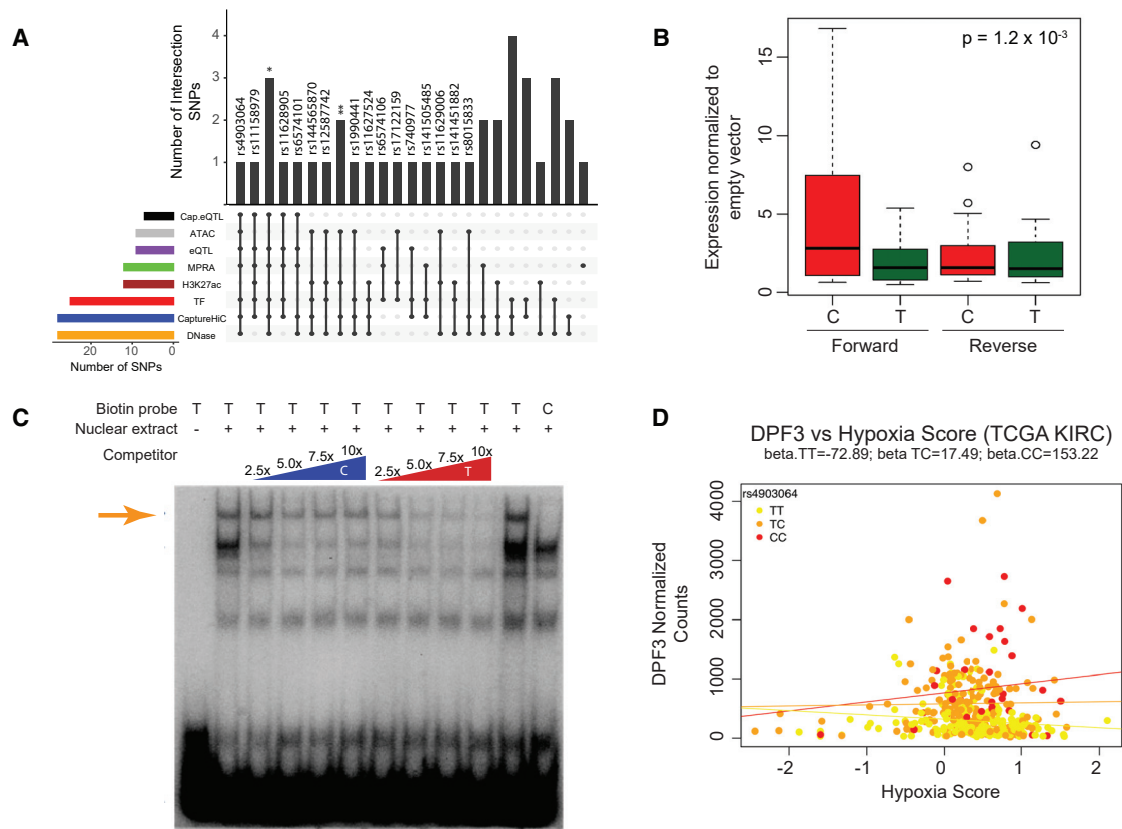 A
Number of Intersection
SNPs
4
3
2
1
*
**
rs4903064
rs11158979
rs11628905
rs6574101
rs144565870
rs12587742
rs1990441
rs11627524
rs6574106
rs17122159
rs740977
rs141505485
rs11629006
rs141451882
rs8015833
Cap.eQTL
ATAC
eQTL
MPRA
H3K27ac
TF
CaptureHiC
DNase
20 10 0
Number of SNPs
B
p = 1.2 x 10-3
Expression normalized to
empty vector
15
10
5
0
C T C T
Forward Reverse
C
Biotin probe T T T T T T T T T T T C
Nuclear extract - + + + + + + + + + + +
Competitor 2.5x 5.0x 7.5x 10x 2.5x 5.0x 7.5x 10x
C T
D
DPF3 vs Hypoxia Score (TCGA KIRC)
beta.TT=-72.89; beta TC=17.49; beta.CC=153.22
rs4903064
TT
TC
CC
DPF3 Normalized
Counts
4000
3000
2000
1000
0
-2 -1 0 1 2
Hypoxia Score